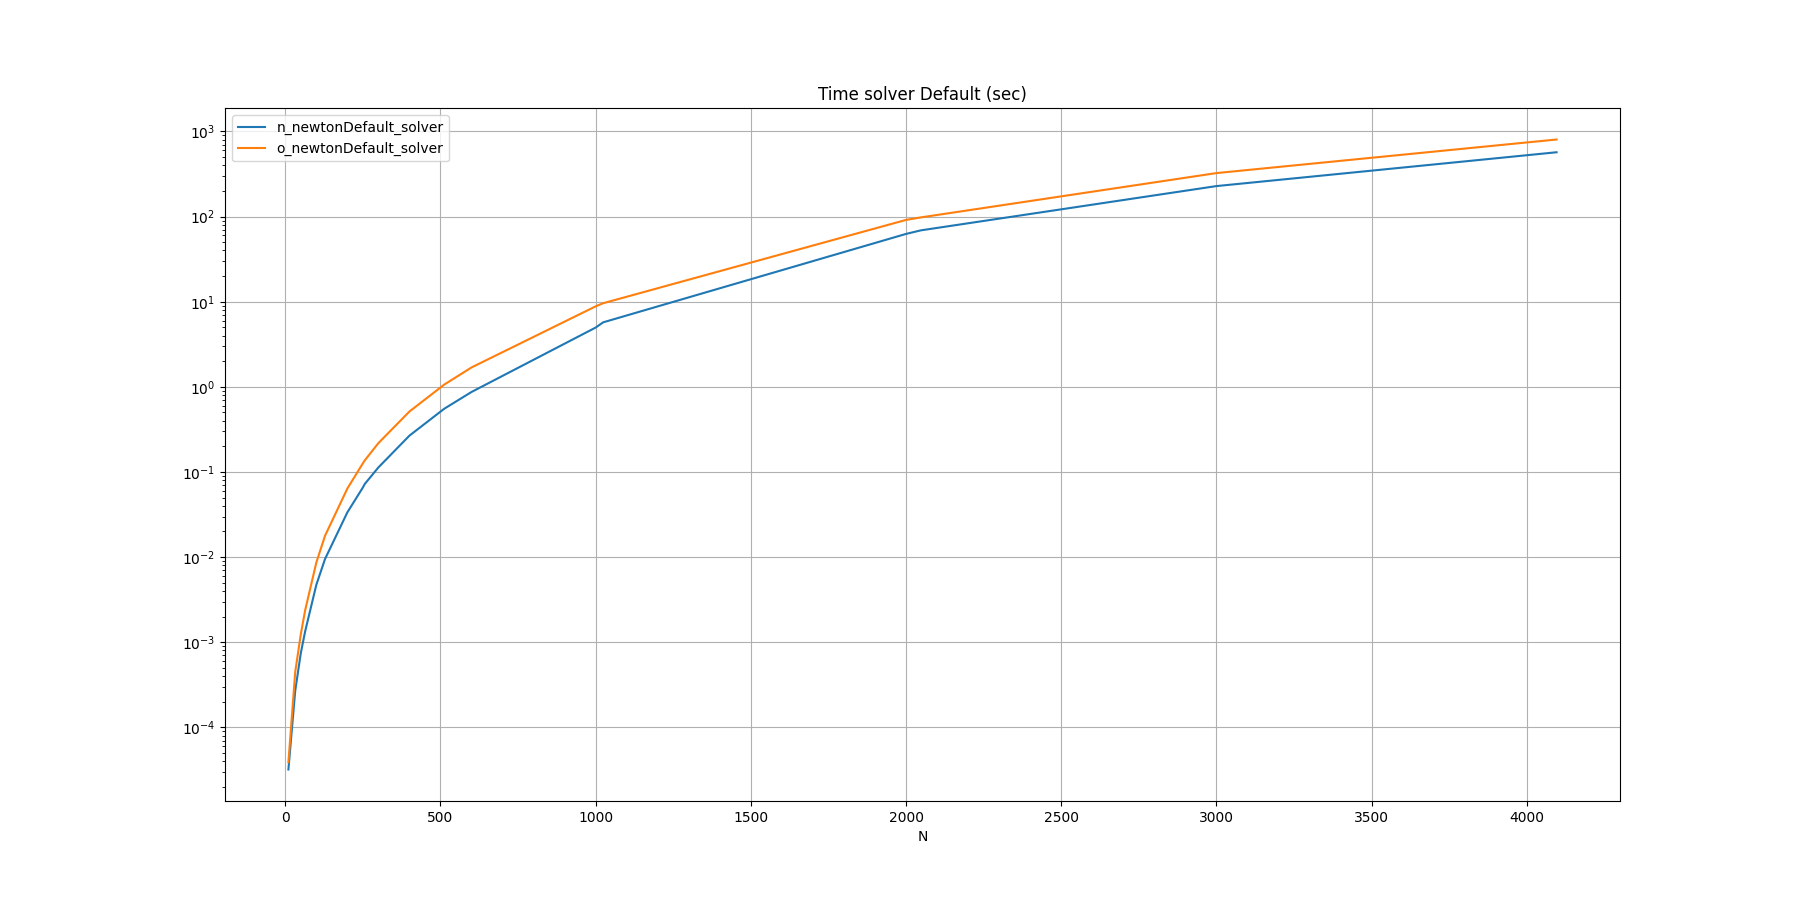 Time solver Default (sec)
n_newtonDefault_solver
o_newtonDefault_solver
10³
10²
10¹
10⁰
10⁻¹
10⁻²
10⁻³
10⁻⁴
0 500 1000 1500 2000 2500 3000 3500 4000
N